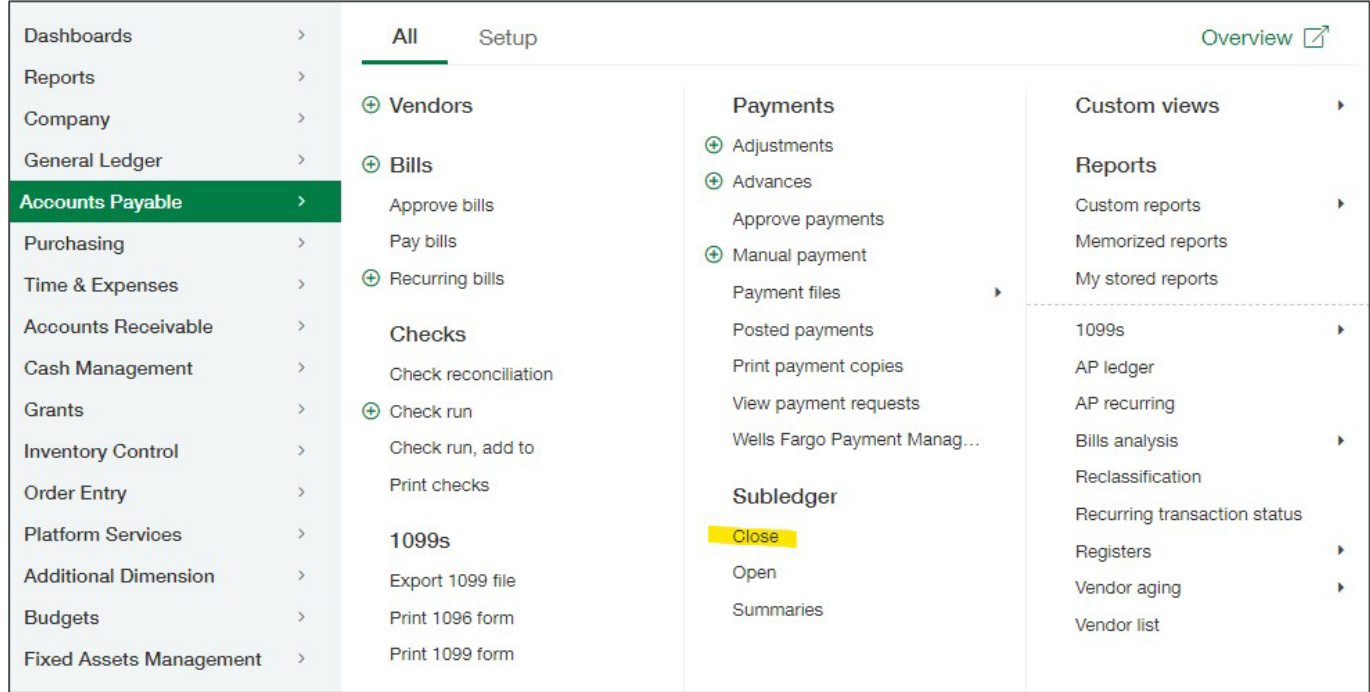 Dashboards
Reports
Company
General Ledger
Accounts Payable
Purchasing
Time & Expenses
Accounts Receivable
Cash Management
Grants
Inventory Control
Order Entry
Platform Services
Additional Dimension
Budgets
Fixed Assets Management
All
Setup
Overview
Vendors
Bills
Approve bills
Pay bills
Recurring bills
Checks
Check reconciliation
Check run
Check run, add to
Print checks
1099s
Export 1099 file
Print 1096 form
Print 1099 form
Payments
Adjustments
Advances
Approve payments
Manual payment
Payment files
Posted payments
Print payment copies
View payment requests
Wells Fargo Payment Manag...
Subledger
Close
Open
Summaries
Custom views
Reports
Custom reports
Memorized reports
My stored reports
1099s
AP ledger
AP recurring
Bills analysis
Reclassification
Recurring transaction status
Registers
Vendor aging
Vendor list